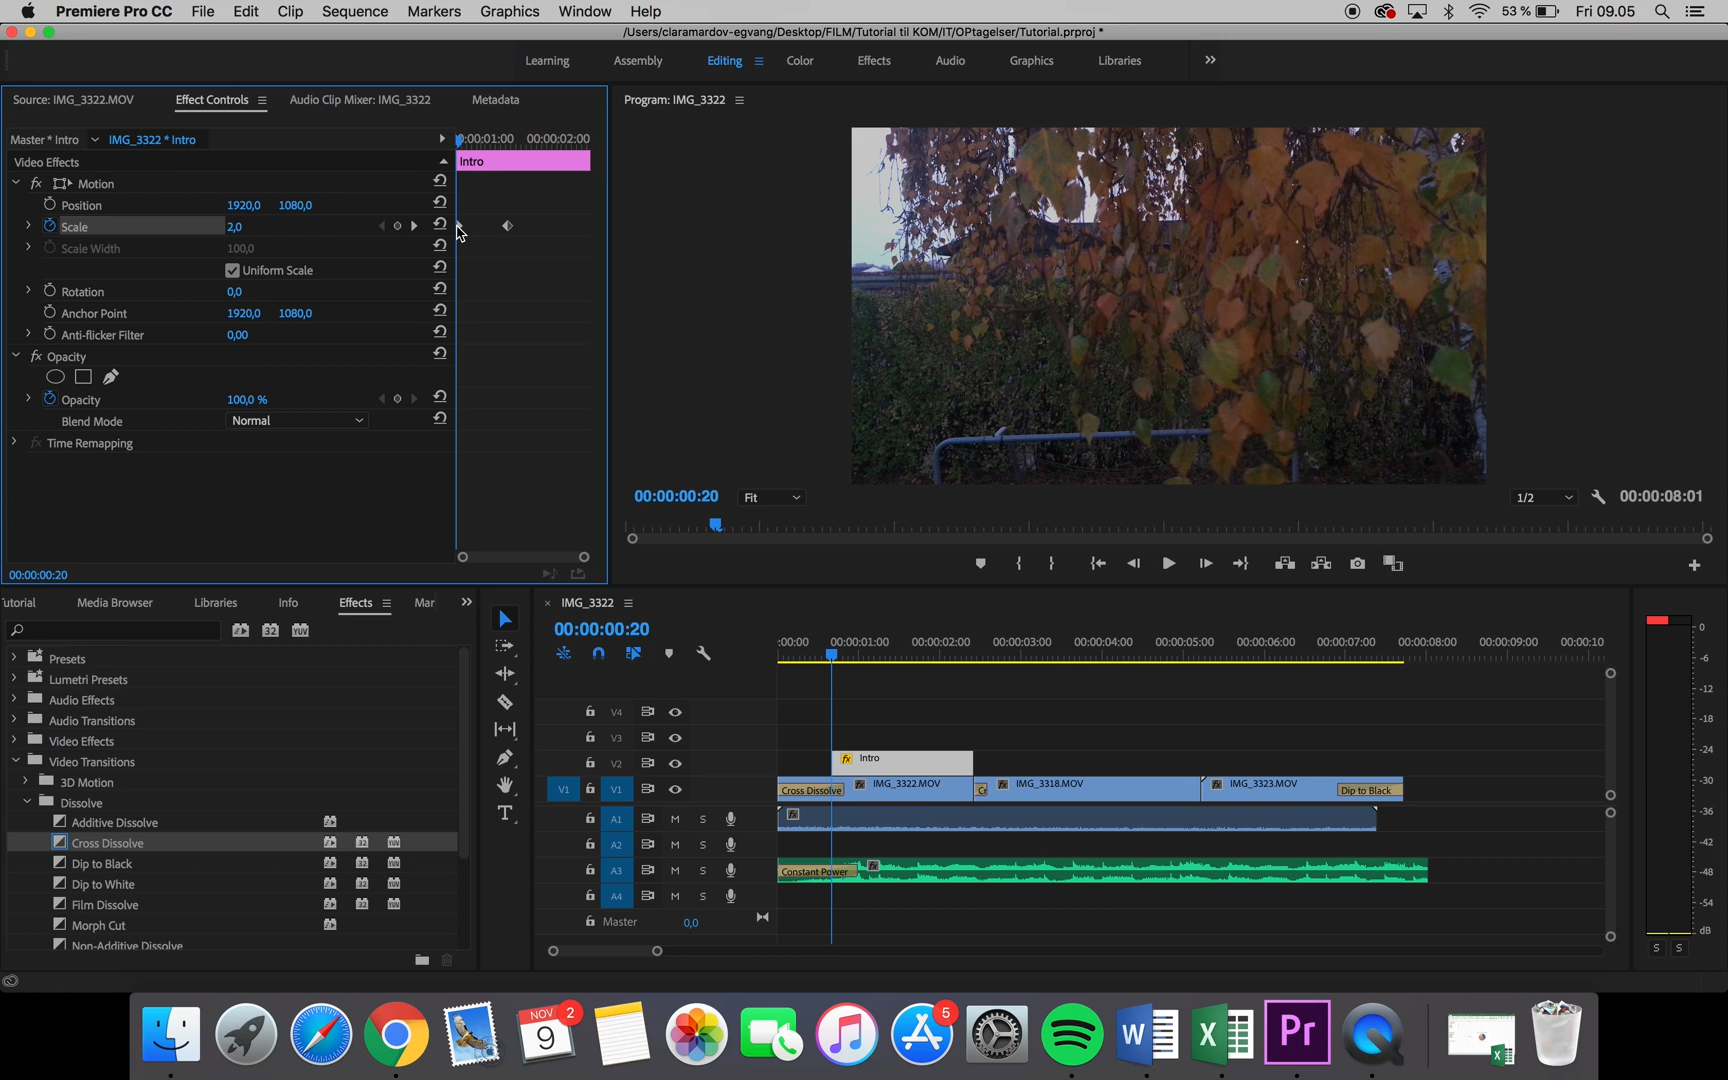 Premiere Pro CC File Edit Clip Sequence Markers Graphics Window Help 53 % Fri 09.05
/Users/claramardov-egvang/Desktop/FILM/Tutorial til KOM/IT/OPtagelser/Tutorial.prproj *
Learning Assembly Editing Color Effects Audio Graphics Libraries
Source: IMG_3322.MOV Effect Controls Audio Clip Mixer: IMG_3322 Metadata
Program: IMG_3322
Master * Intro IMG_3322 * Intro
0:00:01:00 00:00:02:00
Video Effects
Intro
Motion
Position 1920,0 1080,0
Scale 2,0
Scale Width 100,0
Uniform Scale
Rotation 0,0
Anchor Point 1920,0 1080,0
Anti-flicker Filter 0,00
Opacity
Opacity 100,0 %
Blend Mode Normal
Time Remapping
00:00:00:20
00:00:00:20 Fit 1/2 00:00:08:01
utorial Media Browser Libraries Info Effects Mar
Presets
Lumetri Presets
Audio Effects
Audio Transitions
Video Effects
Video Transitions
3D Motion
Dissolve
Additive Dissolve
Cross Dissolve
Dip to Black
Dip to White
Film Dissolve
Morph Cut
Non-Additive Dissolve
× IMG_3322
00:00:00:20
:00:00 00:00:01:00 00:00:02:00 00:00:03:00 00:00:04:00 00:00:05:00 00:00:06:00 00:00:07:00 00:00:08:00 00:00:09:00 00:00:10
V4
V3
V2 fx Intro
V1 V1 Cross Dissolve fx IMG_3322.MOV Cr fx IMG_3318.MOV fx IMG_3323.MOV Dip to Black
A1 M S fx
A2 M S
A3 M S Constant Power fx
A4 M S
Master 0,0
0
-6
-12
-18
-24
-30
-36
-42
-48
-54
dB
S S
NOV 2
9
5
W
X
Pr